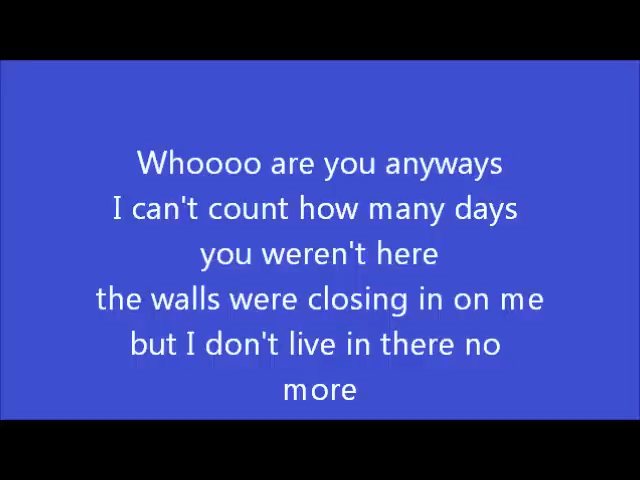 Whoooo are you anyways
I can't count how many days
you weren't here
the walls were closing in on me
but I don't live in there no
more